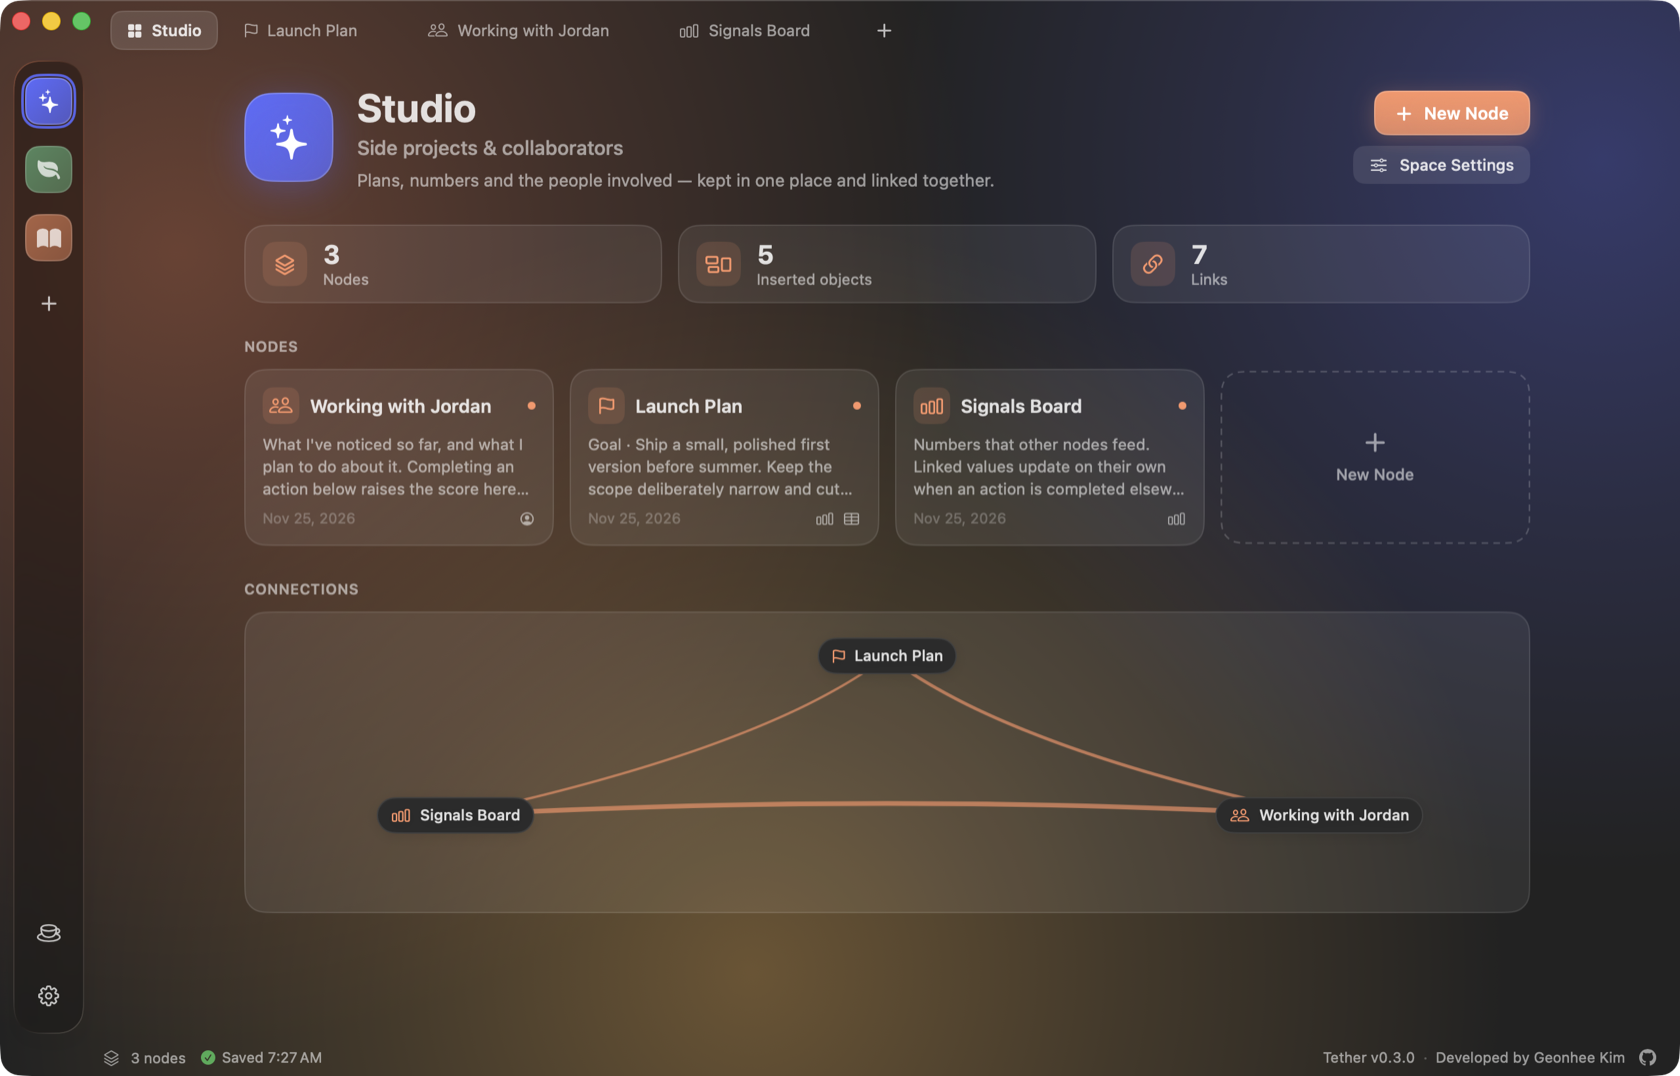 Studio
Launch Plan
Working with Jordan
Signals Board
Studio
Side projects & collaborators
Plans, numbers and the people involved — kept in one place and linked together.
New Node
Space Settings
3
Nodes
5
Inserted objects
7
Links
NODES
Working with Jordan
What I've noticed so far, and what I
plan to do about it. Completing an
action below raises the score here...
Nov 25, 2026
Launch Plan
Goal · Ship a small, polished first
version before summer. Keep the
scope deliberately narrow and cut...
Nov 25, 2026
Signals Board
Numbers that other nodes feed.
Linked values update on their own
when an action is completed elsew...
Nov 25, 2026
New Node
CONNECTIONS
Launch Plan
Signals Board
Working with Jordan
3 nodes
Saved 7:27 AM
Tether v0.3.0 · Developed by Geonhee Kim